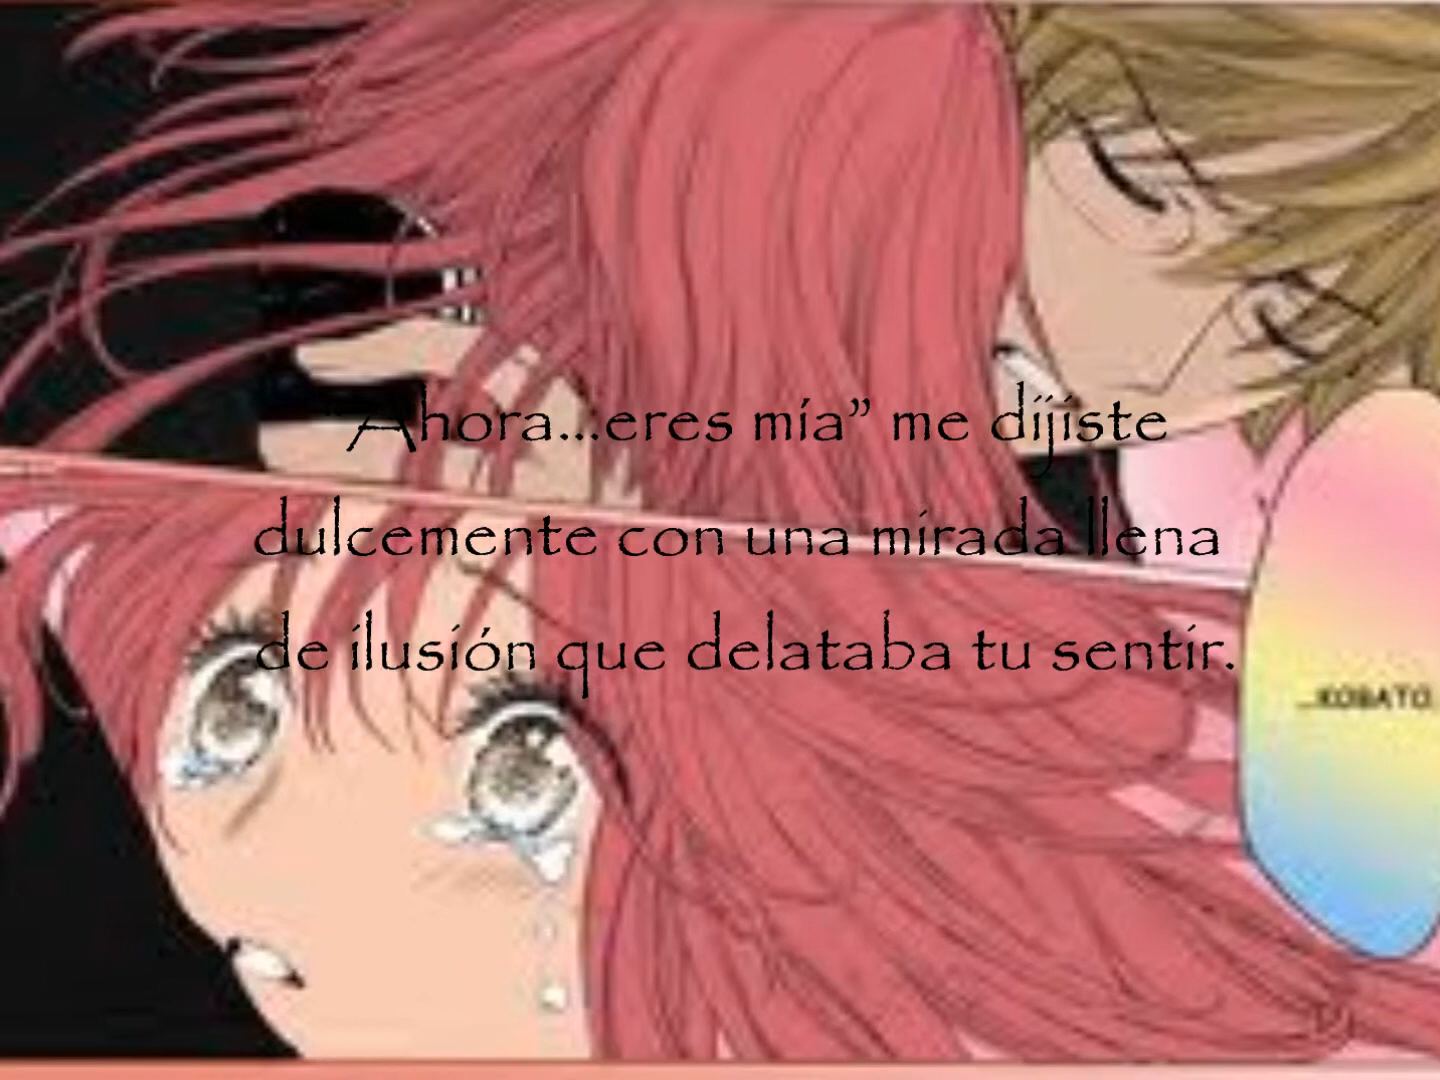 Ahora...eres mía” me dijiste
dulcemente con una mirada llena
de ilusión que delataba tu sentir.
...KOBATO.